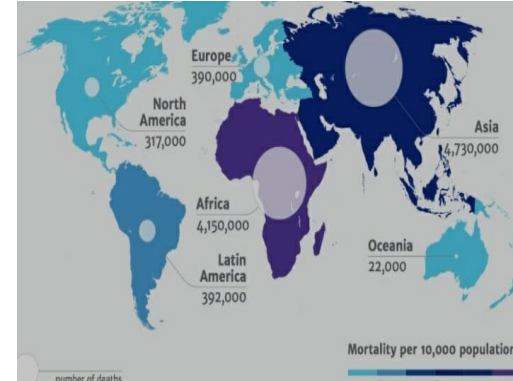 Europe
390,000
North
America
317,000
Asia
4,730,000
Africa
4,150,000
Latin
America
392,000
Oceania
22,000
Mortality per 10,000 population
number of deaths